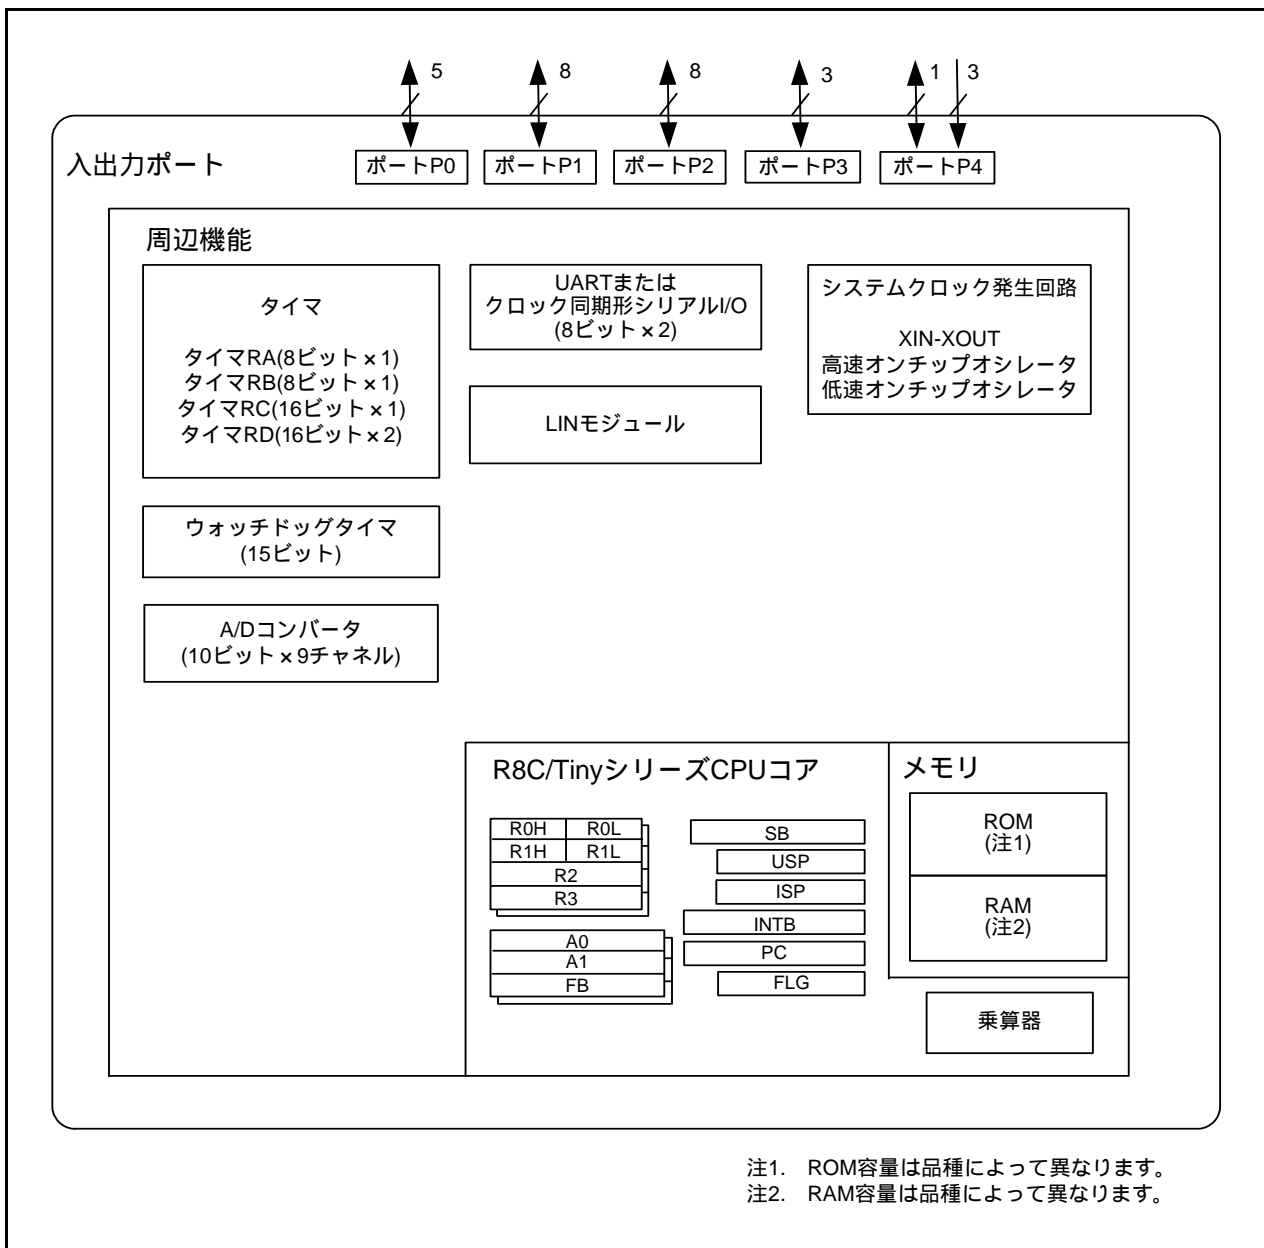 5
8
8
3
1
3
入出力ポート
ポートP0
ポートP1
ポートP2
ポートP3
ポートP4
周辺機能
タイマ
タイマRA(8ビット×1)
タイマRB(8ビット×1)
タイマRC(16ビット×1)
タイマRD(16ビット×2)
UARTまたは
クロック同期形シリアルI/O
(8ビット×2)
システムクロック発生回路
XIN-XOUT
高速オンチップオシレータ
低速オンチップオシレータ
LINモジュール
ウォッチドッグタイマ
(15ビット)
A/Dコンバータ
(10ビット×9チャネル)
R8C/TinyシリーズCPUコア
R0H
R0L
R1H
R1L
R2
R3
A0
A1
FB
SB
USP
ISP
INTB
PC
FLG
メモリ
ROM
(注1)
RAM
(注2)
乗算器
注1. ROM容量は品種によって異なります。
注2. RAM容量は品種によって異なります。